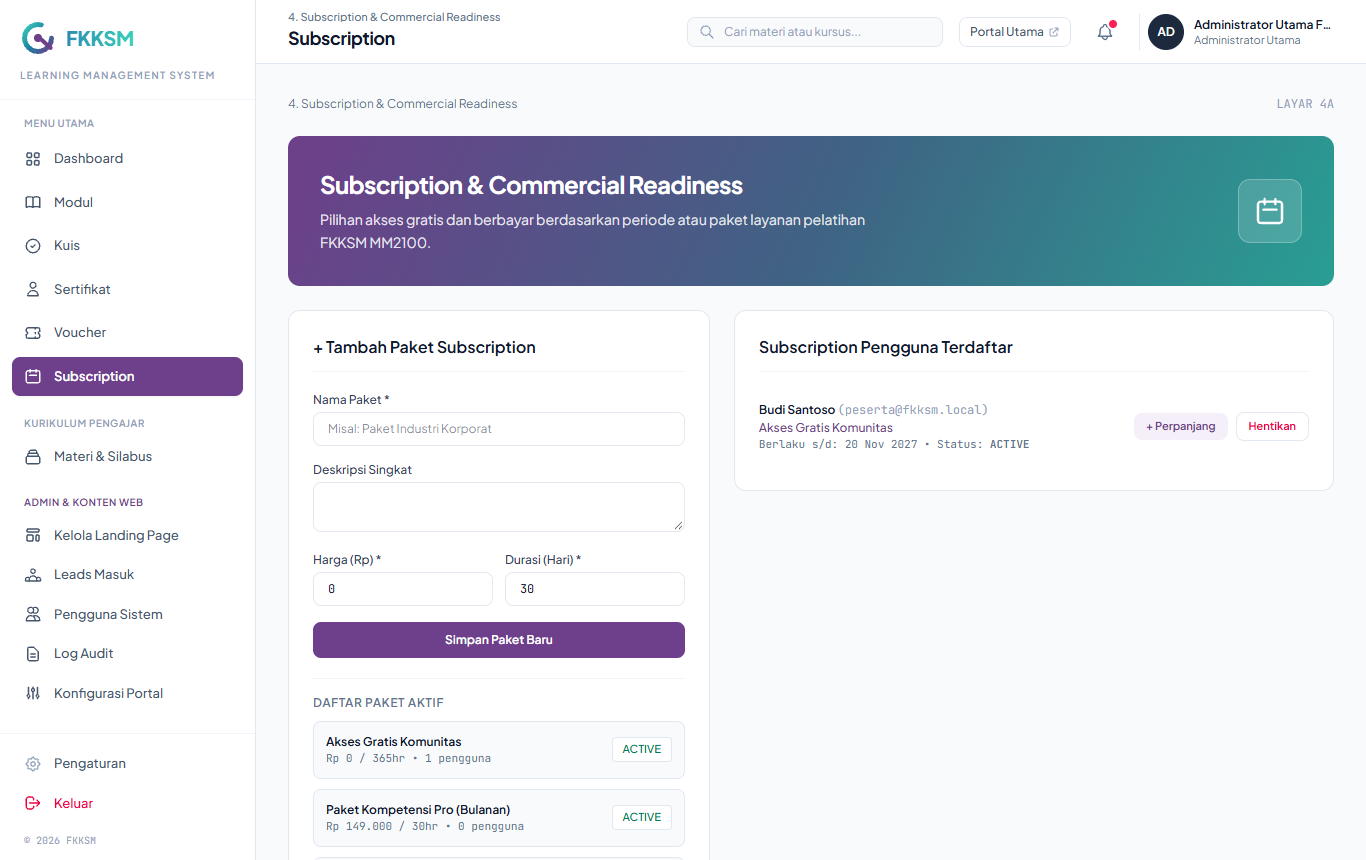 FKKSM
LEARNING MANAGEMENT SYSTEM
MENU UTAMA
Dashboard
Modul
Kuis
Sertifikat
Voucher
Subscription
KURIKULUM PENGAJAR
Materi & Silabus
ADMIN & KONTEN WEB
Kelola Landing Page
Leads Masuk
Pengguna Sistem
Log Audit
Konfigurasi Portal
Pengaturan
Keluar
© 2026 FKKSM
4. Subscription & Commercial Readiness
Subscription
Cari materi atau kursus...
Portal Utama
AD
Administrator Utama F...
Administrator Utama
4. Subscription & Commercial Readiness
LAYAR 4A
Subscription & Commercial Readiness
Pilihan akses gratis dan berbayar berdasarkan periode atau paket layanan pelatihan
FKKSM MM2100.
+ Tambah Paket Subscription
Nama Paket *
Misal: Paket Industri Korporat
Deskripsi Singkat
Harga (Rp) * Durasi (Hari) *
0 30
Simpan Paket Baru
DAFTAR PAKET AKTIF
Akses Gratis Komunitas
Rp 0 / 365hr • 1 pengguna
ACTIVE
Paket Kompetensi Pro (Bulanan)
Rp 149.000 / 30hr • 0 pengguna
ACTIVE
Subscription Pengguna Terdaftar
Budi Santoso (peserta@fkksm.local)
Akses Gratis Komunitas
Berlaku s/d: 20 Nov 2027 • Status: ACTIVE
+ Perpanjang
Hentikan